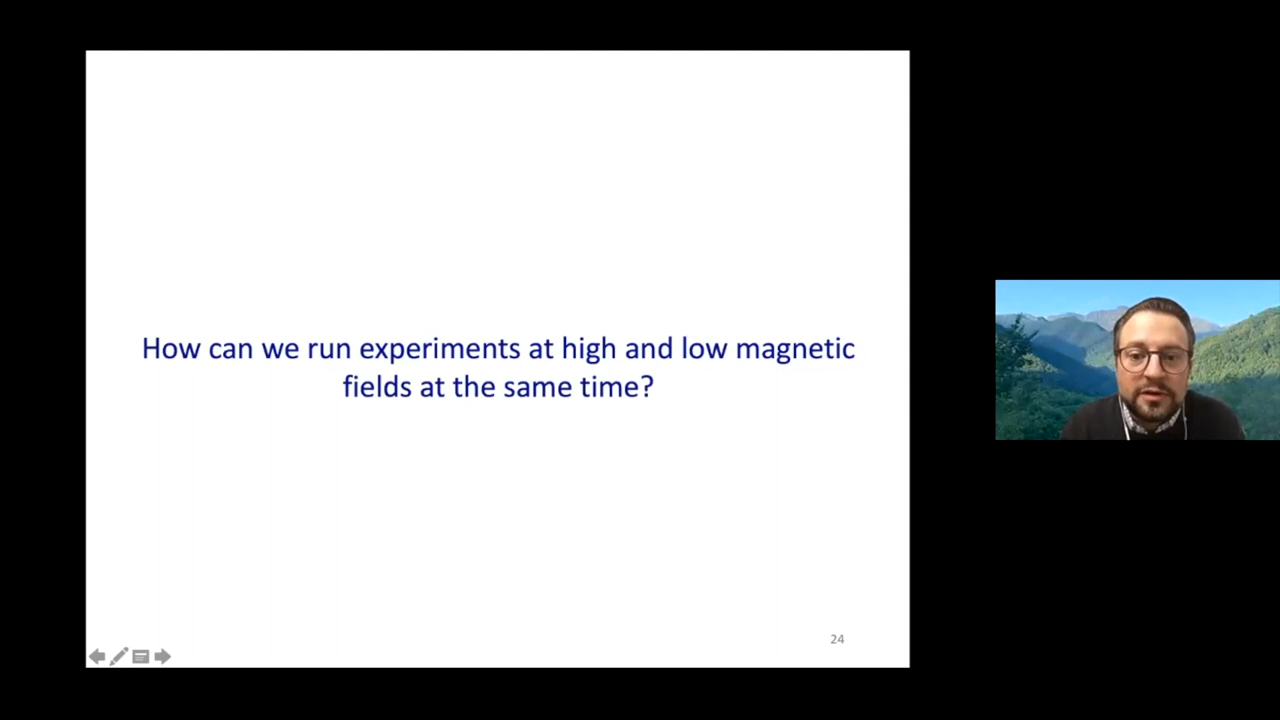 How can we run experiments at high and low magnetic
fields at the same time?
24